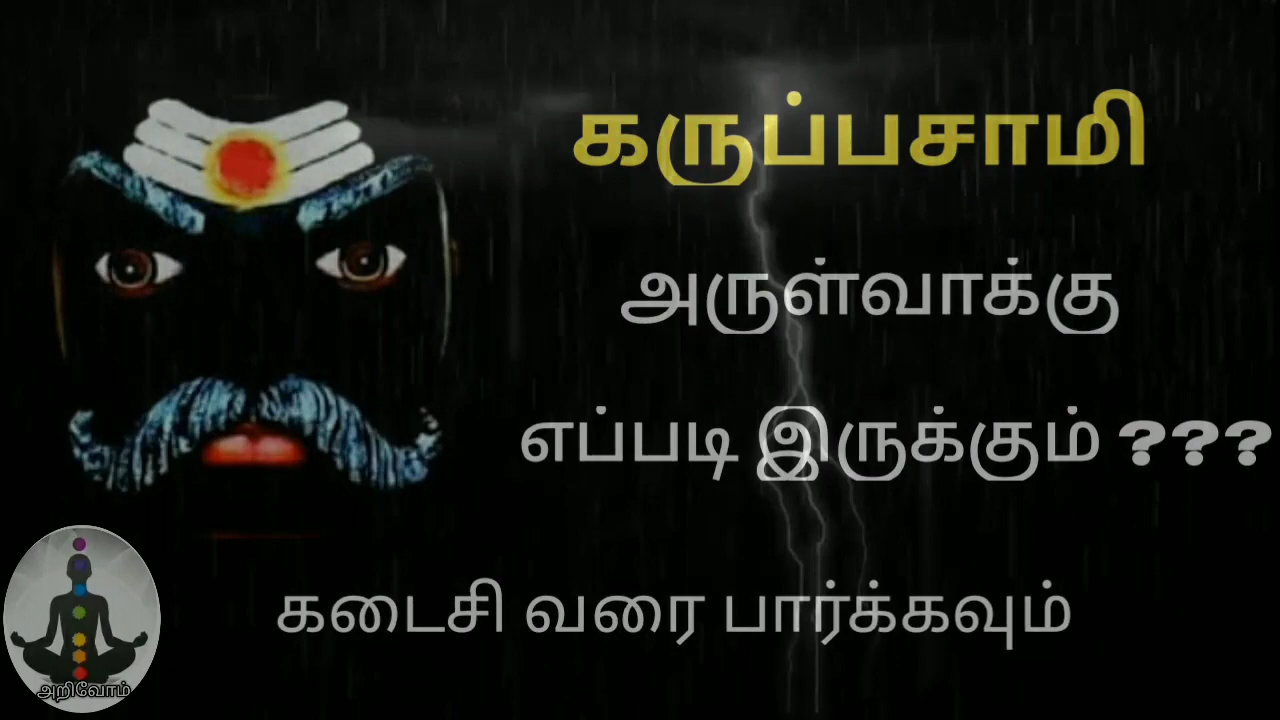 கருப்பசாமி
அருள்வாக்கு
எப்படி இருக்கும் ???
கடைசி வரை பார்க்கவும்
அறிவோம்